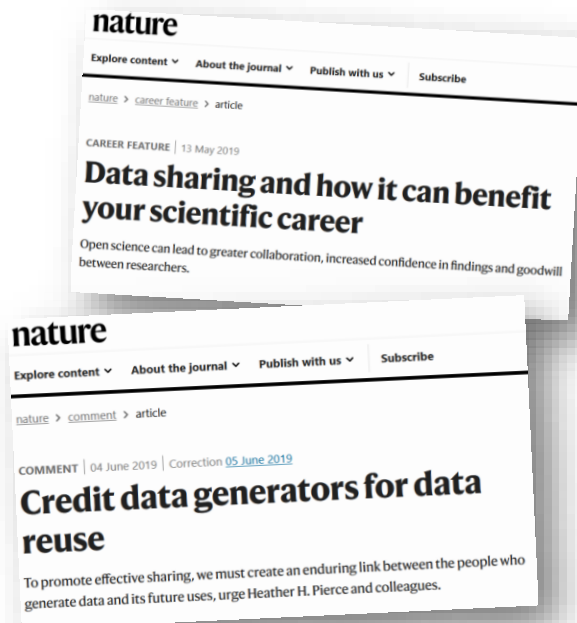 nature
Explore content About the journal Publish with us Subscribe
nature > career feature > article
CAREER FEATURE | 13 May 2019
Data sharing and how it can benefit
your scientific career
Open science can lead to greater collaboration, increased confidence in findings and goodwill
between researchers.
nature
Explore content About the journal Publish with us Subscribe
nature > comment > article
COMMENT | 04 June 2019 | Correction 05 June 2019
Credit data generators for data
reuse
To promote effective sharing, we must create an enduring link between the people who
generate data and its future uses, urge Heather H. Pierce and colleagues.